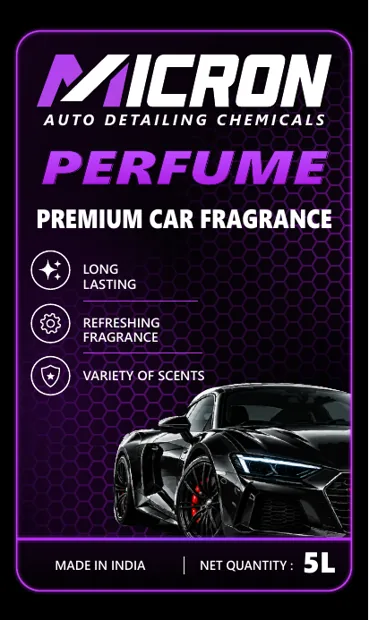 MICRON
AUTO DETAILING CHEMICALS
PERFUME
PREMIUM CAR FRAGRANCE
LONG
LASTING
REFRESHING
FRAGRANCE
VARIETY OF SCENTS
MADE IN INDIA | NET QUANTITY : 5L